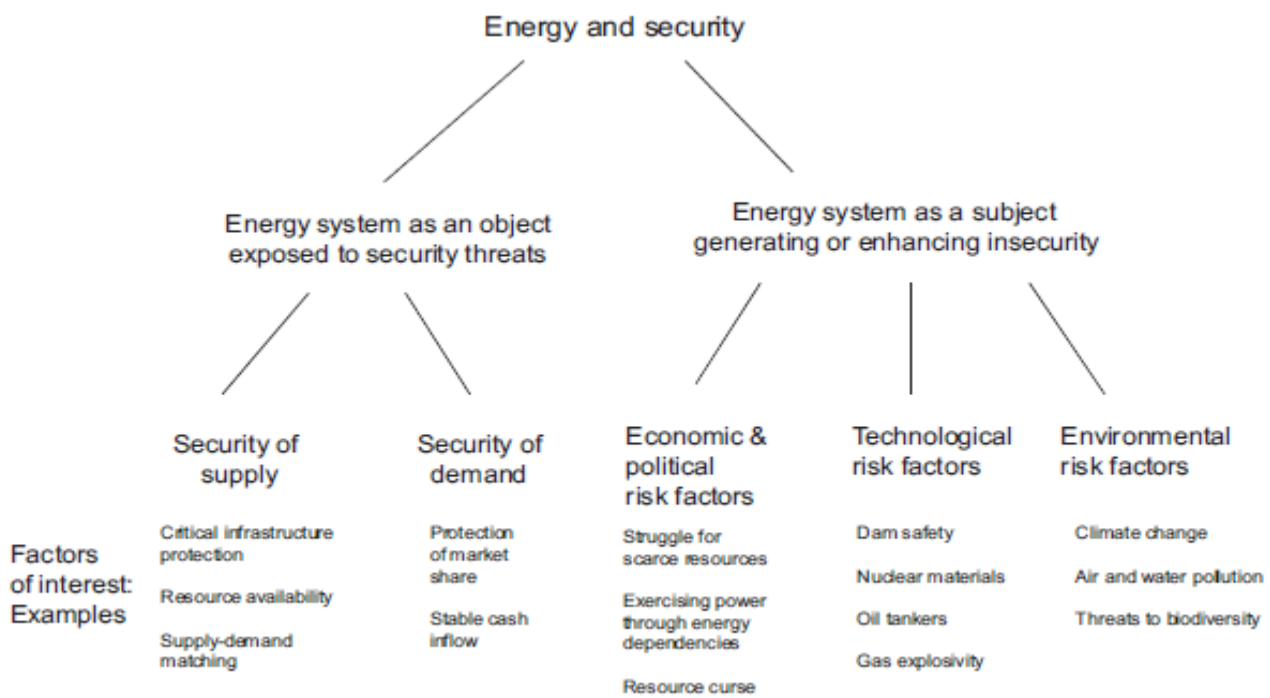 Energy and security
Energy system as an object
exposed to security threats
Energy system as a subject
generating or enhancing insecurity
Security of
supply
Security of
demand
Economic &
political
risk factors
Technological
risk factors
Environmental
risk factors
Factors
of interest:
Examples
Critical infrastructure
protection
Resource availability
Supply-demand
matching
Protection
of market
share
Stable cash
inflow
Struggle for
scarce resources
Exercising power
through energy
dependencies
Resource curse
Dam safety
Nuclear materials
Oil tankers
Gas explosivity
Climate change
Air and water pollution
Threats to biodiversity